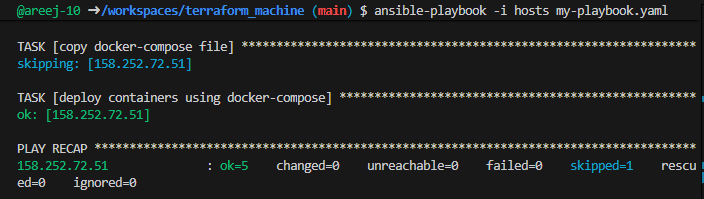 @areej-10 ➜/workspaces/terraform_machine (main) $ ansible-playbook -i hosts my-playbook.yaml
TASK [copy docker-compose file] *****************************************************************
skipping: [158.252.72.51]
TASK [deploy containers using docker-compose] ***************************************************
ok: [158.252.72.51]
PLAY RECAP **************************************************************************************
158.252.72.51 : ok=5 changed=0 unreachable=0 failed=0 skipped=1 rescu
ed=0 ignored=0